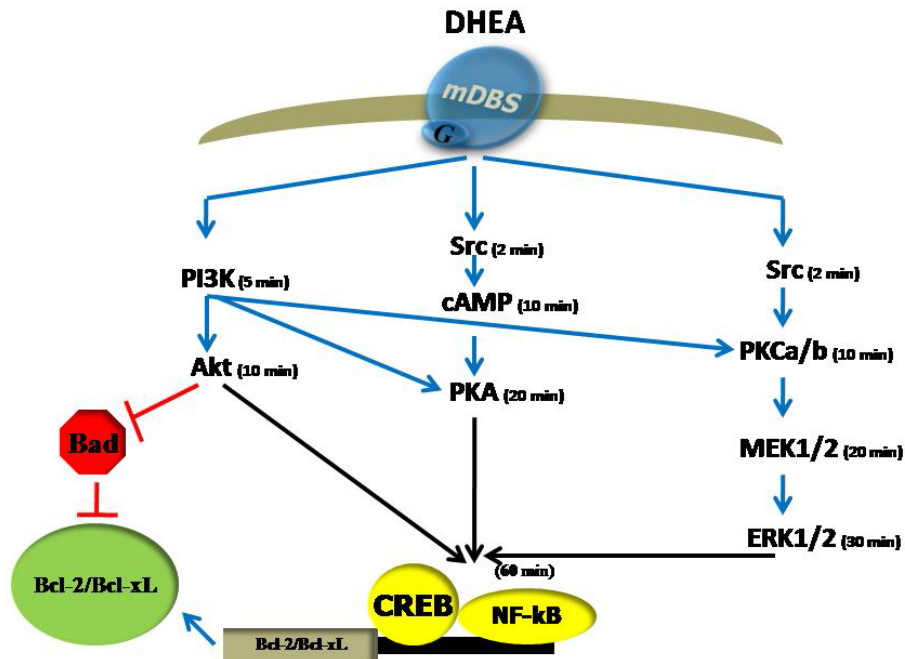 DHEA
mDBS
G
Src (2 min)
PI3K (5 min)
Src (2 min)
cAMP (10 min)
Akt (10 min)
PKA (20 min)
PKCa/b (10 min)
Bad
MEK1/2 (20 min)
ERK1/2 (30 min)
(60 min)
Bcl-2/Bcl-xL
CREB
NF-kB
Bcl-2/Bcl-xL